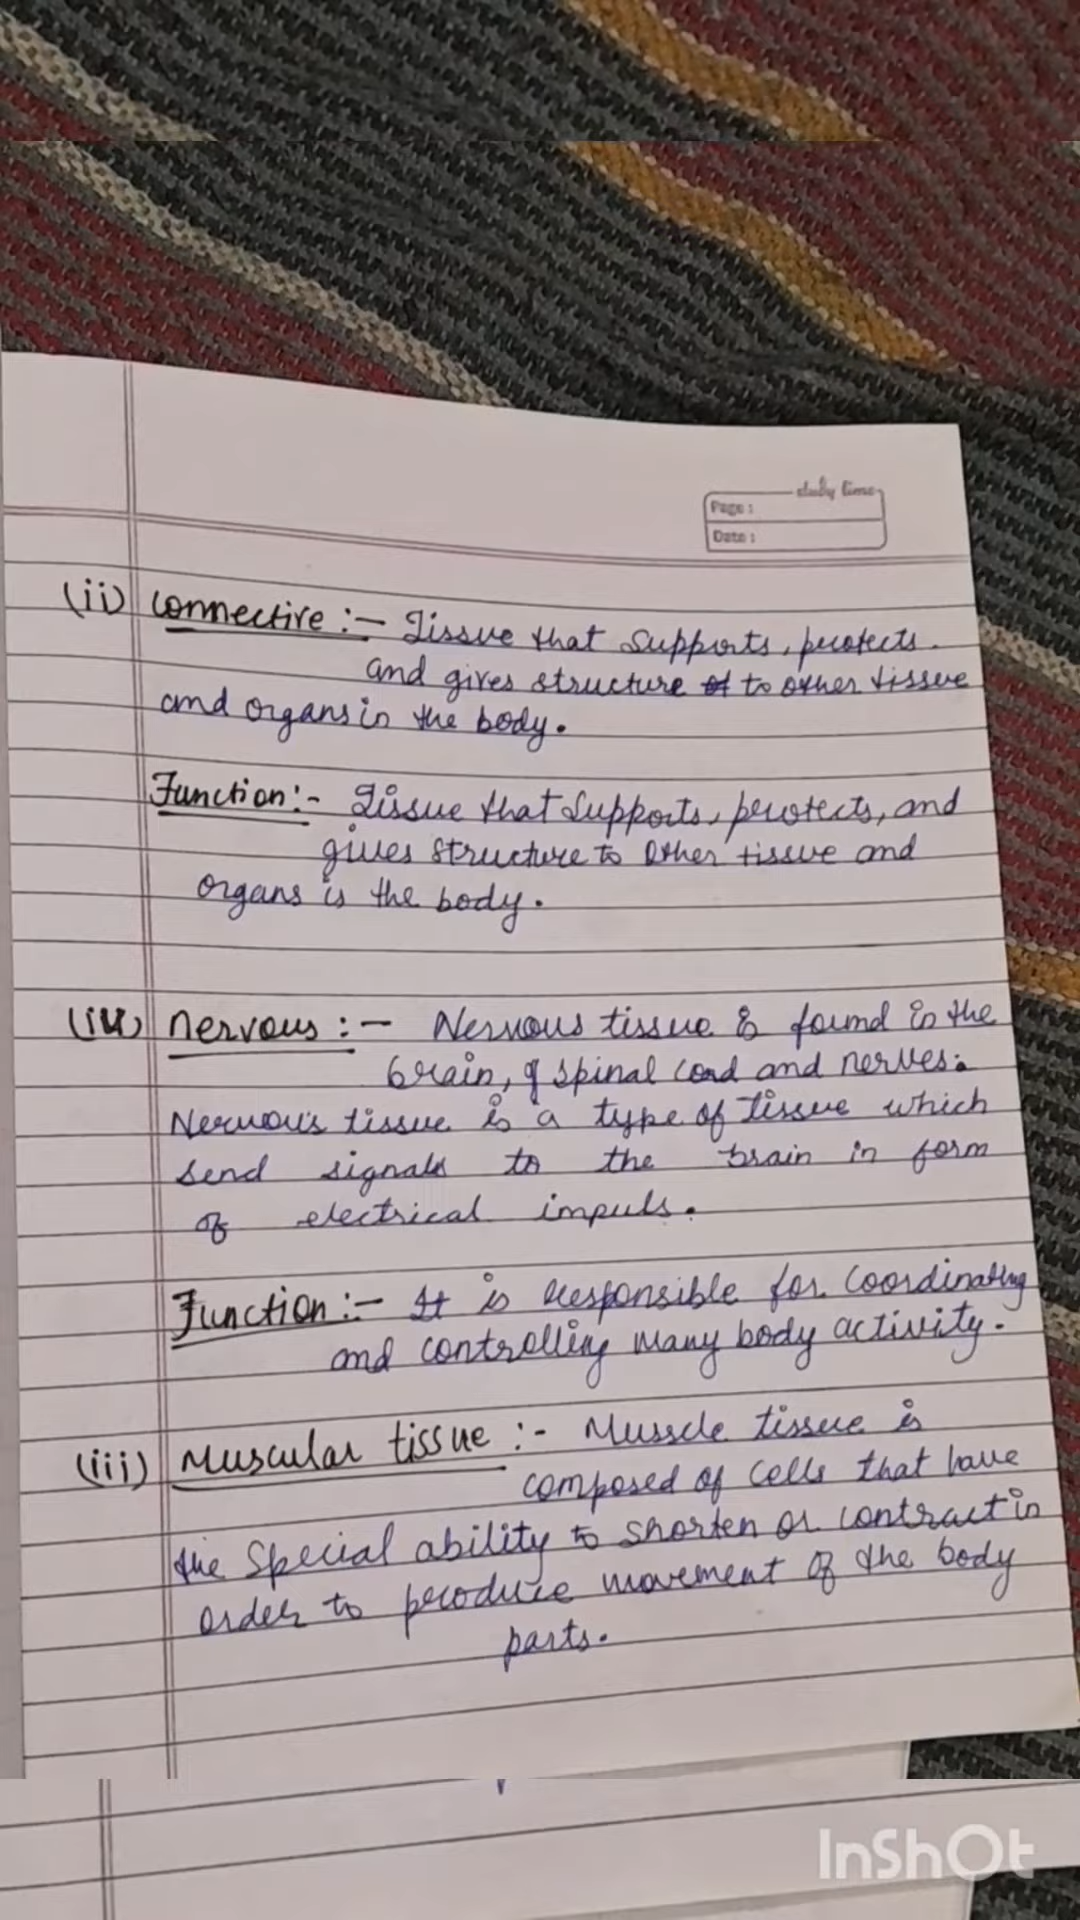 study time
Page :
Date :
(ii) Connective :- Tissue that supports, protects.
and gives structure to other tissue
and organs in the body.
Function :- Tissue that supports, protects, and
gives structure to other tissue and
organs is the body.
(iv) nervous :- Nervous tissue is found in the
brain, spinal cord and nerves.
Nervous tissue is a type of tissue which
send signals to the brain in form
of electrical impuls.
Function :- It is responsible for coordinating
and controlling many body activity.
(iii) Muscular tissue :- Muscle tissue is
composed of cells that have
the special ability to shorten or contract in
order to produce movement of the body
parts.
InShOt